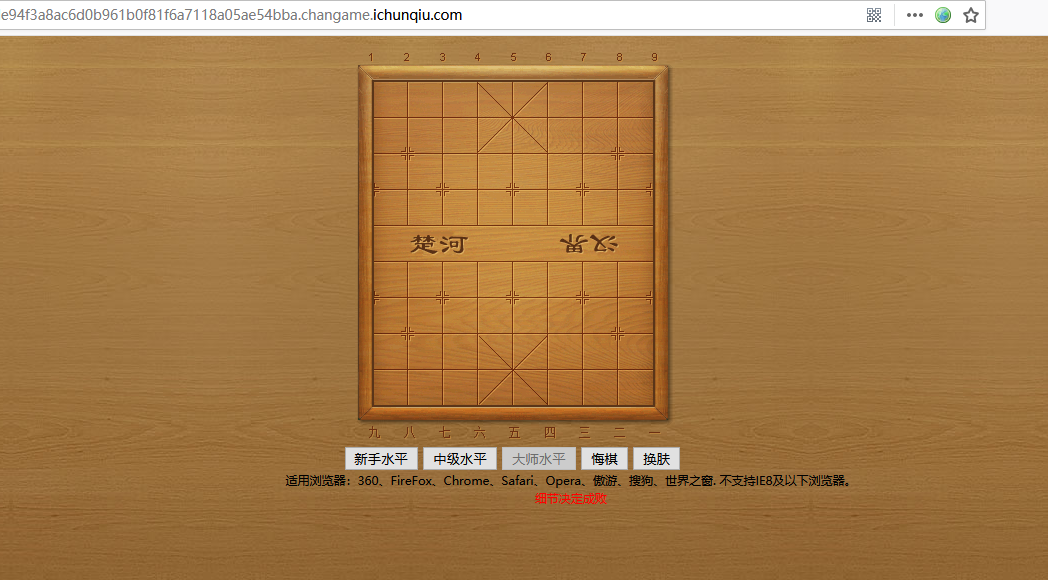 e94f3a8ac6d0b961b0f81f6a7118a05ae54bba.changame.ichunqiu.com
1 2 3 4 5 6 7 8 9
楚河 汉界
九 八 七 六 五 四 三 二 一
新手水平 中级水平 大师水平 悔棋 换肤
适用浏览器：360、FireFox、Chrome、Safari、Opera、傲游、搜狗、世界之窗. 不支持IE8及以下浏览器。
细节决定成败